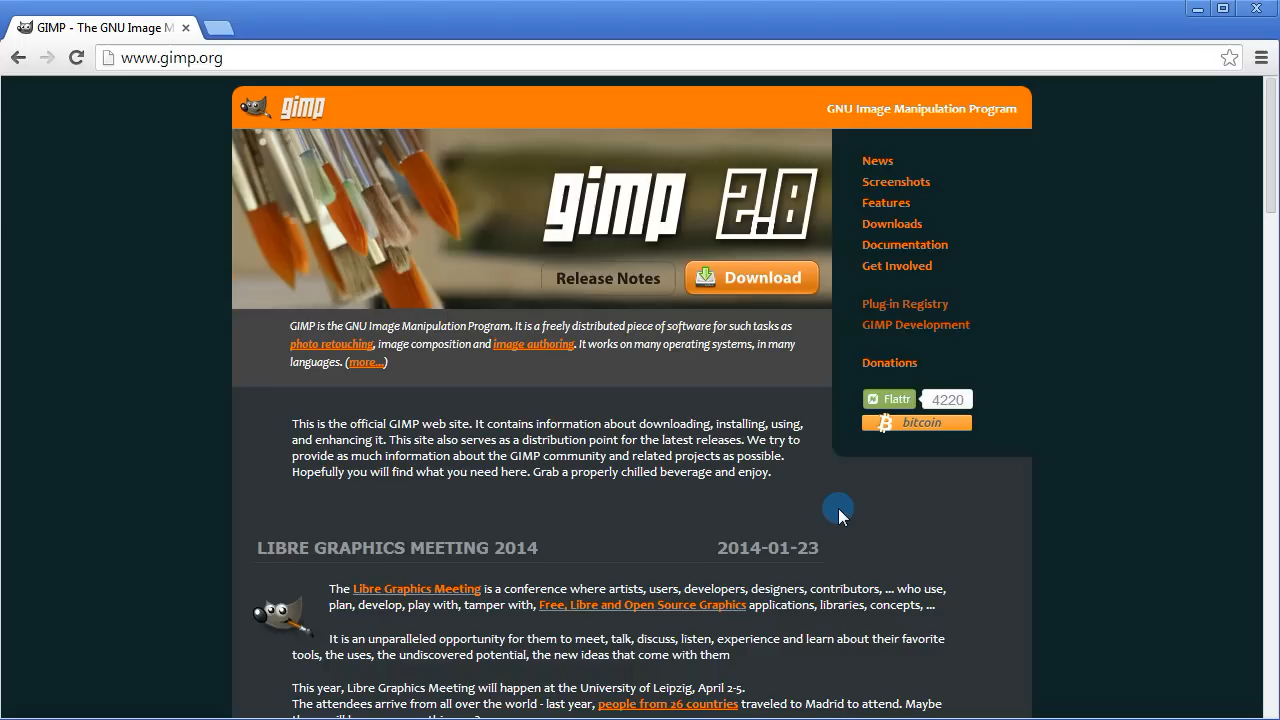 GIMP - The GNU Image M
www.gimp.org
gimp
GNU Image Manipulation Program
gimp 2.8
Release Notes
Download
News
Screenshots
Features
Downloads
Documentation
Get Involved
Plug-in Registry
GIMP Development
Donations
Flattr
4220
bitcoin
GIMP is the GNU Image Manipulation Program. It is a freely distributed piece of software for such tasks as
photo retouching, image composition and image authoring. It works on many operating systems, in many
languages. (more...)
This is the official GIMP web site. It contains information about downloading, installing, using,
and enhancing it. This site also serves as a distribution point for the latest releases. We try to
provide as much information about the GIMP community and related projects as possible.
Hopefully you will find what you need here. Grab a properly chilled beverage and enjoy.
LIBRE GRAPHICS MEETING 2014
2014-01-23
The Libre Graphics Meeting is a conference where artists, users, developers, designers, contributors, ... who use,
plan, develop, play with, tamper with, Free, Libre and Open Source Graphics applications, libraries, concepts, ...
It is an unparalleled opportunity for them to meet, talk, discuss, listen, experience and learn about their favorite
tools, the uses, the undiscovered potential, the new ideas that come with them
This year, Libre Graphics Meeting will happen at the University of Leipzig, April 2-5.
The attendees arrive from all over the world - last year, people from 26 countries traveled to Madrid to attend. Maybe